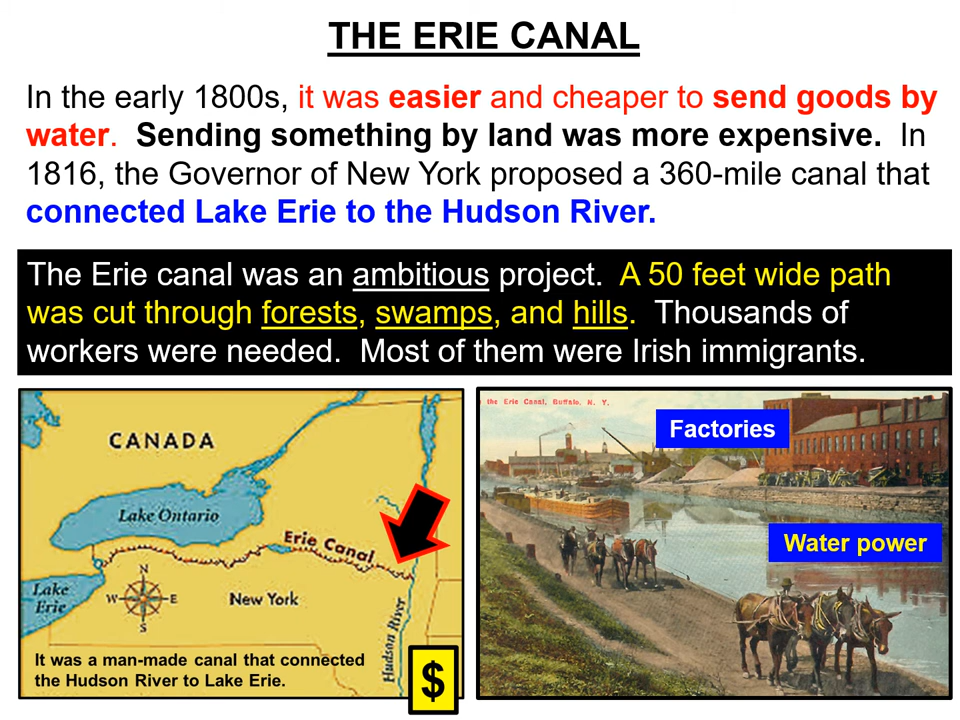 THE ERIE CANAL
In the early 1800s, it was easier and cheaper to send goods by
water. Sending something by land was more expensive. In
1816, the Governor of New York proposed a 360-mile canal that
connected Lake Erie to the Hudson River.
The Erie canal was an ambitious project. A 50 feet wide path
was cut through forests, swamps, and hills. Thousands of
workers were needed. Most of them were Irish immigrants.
CANADA
Lake Ontario
Erie Canal
Lake
Erie
N
W
E
S
New York
Hudson River
It was a man-made canal that connected
the Hudson River to Lake Erie.
$
the Erie Canal, Buffalo, N. Y.
Factories
Water power